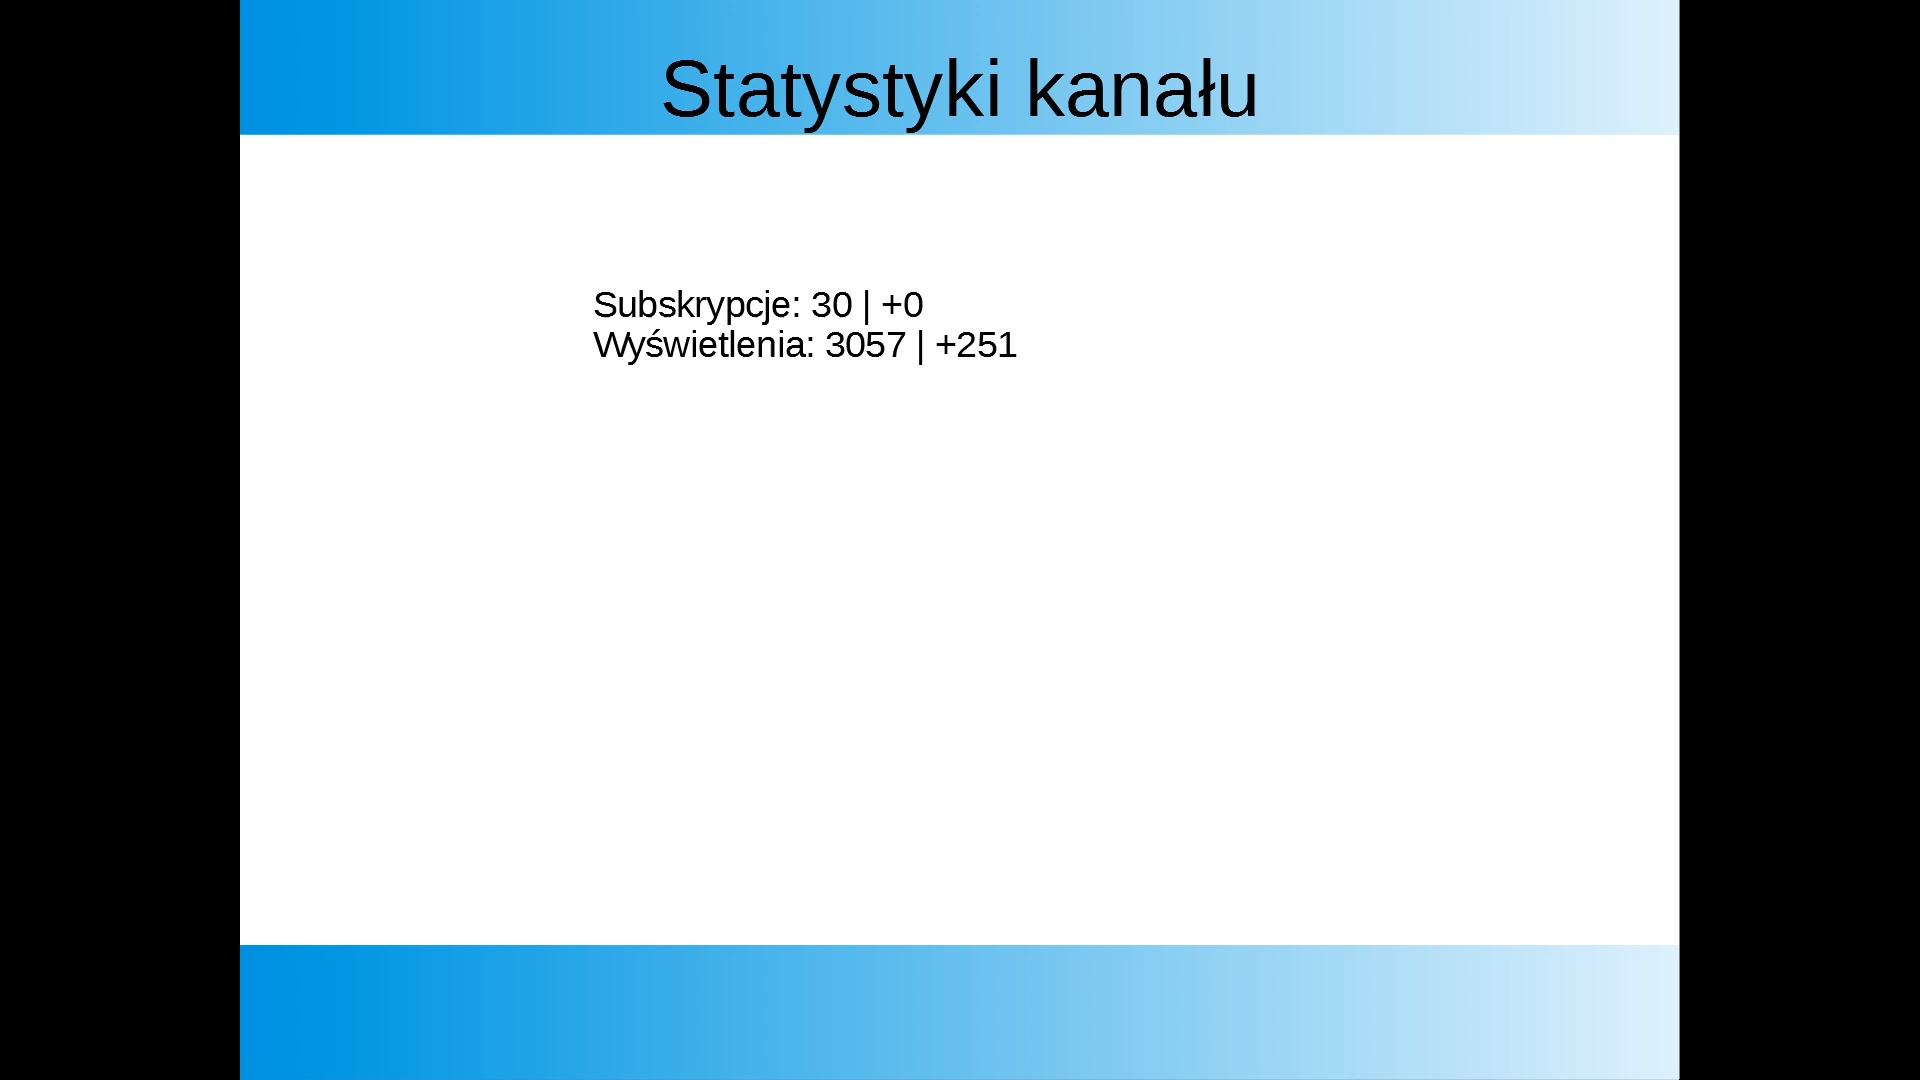 Statystyki kanału
Subskrypcje: 30 | +0
Wyświetlenia: 3057 | +251